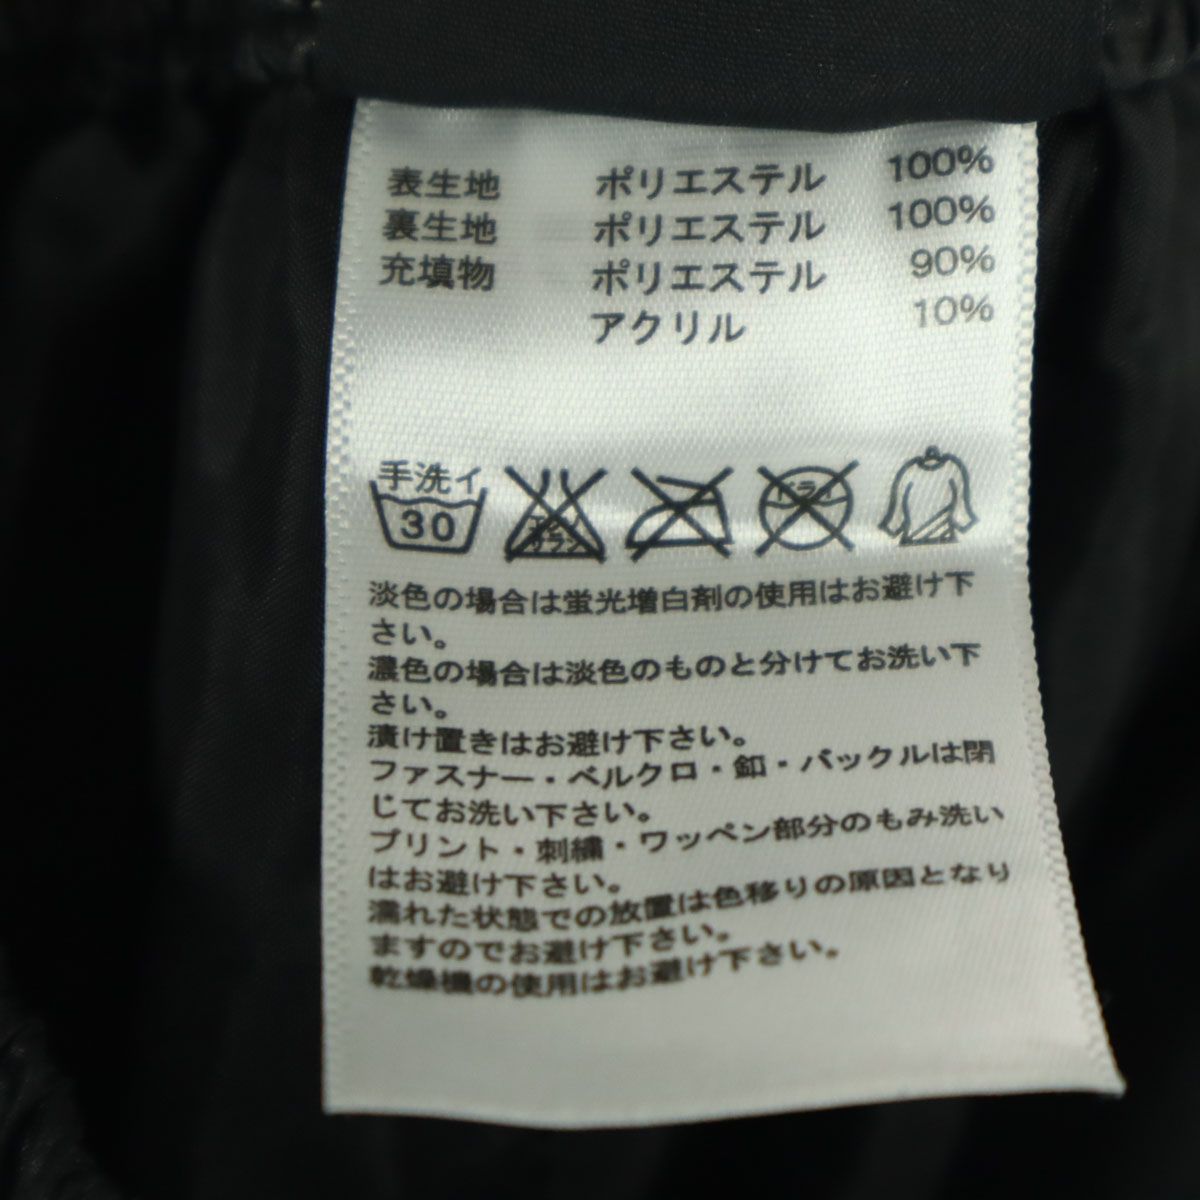 表生地 ポリエステル 100%
裏生地 ポリエステル 100%
充填物 ポリエステル 90%
アクリル 10%
手洗イ
30
エンソ
サラシ
ドライ
淡色の場合は蛍光増白剤の使用はお避け下
さい。
濃色の場合は淡色のものと分けてお洗い下
さい。
漬け置きはお避け下さい。
ファスナー・ベルクロ・釦・バックルは閉
じてお洗い下さい。
プリント・刺繍・ワッペン部分のもみ洗い
はお避け下さい。
濡れた状態での放置は色移りの原因となり
ますのでお避け下さい。
乾燥機の使用はお避け下さい。